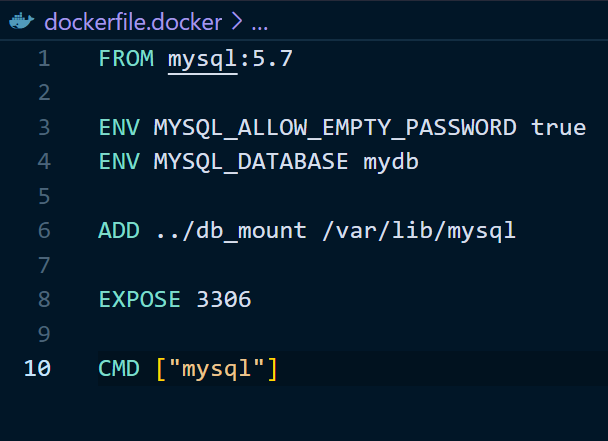 dockerfile.docker > ...
1 FROM mysql:5.7
2
3 ENV MYSQL_ALLOW_EMPTY_PASSWORD true
4 ENV MYSQL_DATABASE mydb
5
6 ADD ../db_mount /var/lib/mysql
7
8 EXPOSE 3306
9
10 CMD ["mysql"]